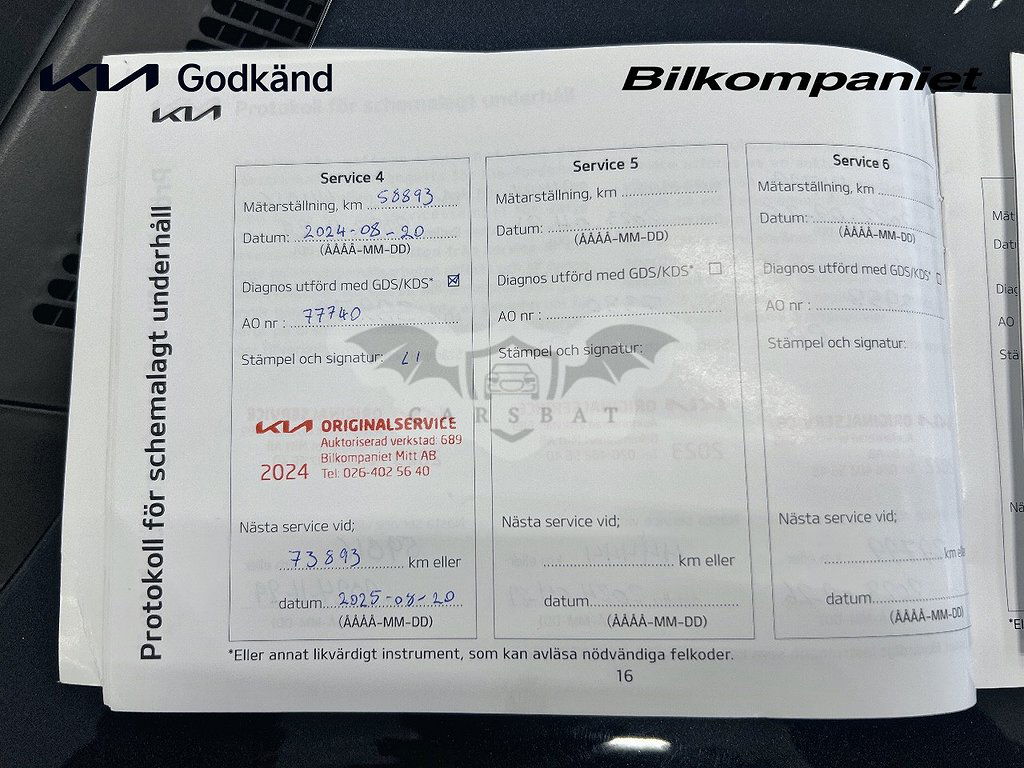 KIA Godkänd
Bilkompaniet
KIA
Protokoll för schemalagt underhåll
Service 4
Mätarställning, km 58893
Datum: 2024-08-20
(ÅÅÅÅ-MM-DD)
Diagnos utförd med GDS/KDS*
AO nr : 77740
Stämpel och signatur:
KIA ORIGINALSERVICE
Auktoriserad verkstad: 689
Bilkompaniet Mitt AB
2024 Tel: 026-402 56 40
Nästa service vid;
73893 km eller
datum 2025-08-20
(ÅÅÅÅ-MM-DD)
Service 5
Mätarställning, km
Datum:
(ÅÅÅÅ-MM-DD)
Diagnos utförd med GDS/KDS*
AO nr :
Stämpel och signatur:
Nästa service vid;
km eller
datum
(ÅÅÅÅ-MM-DD)
Service 6
Mätarställning, km
Datum:
(ÅÅÅÅ-MM-DD)
Diagnos utförd med GDS/KDS*
AO nr :
Stämpel och signatur:
Nästa service vid;
km elle
datum
(ÅÅÅÅ-MM-DD)
CARSBAT
*Eller annat likvärdigt instrument, som kan avläsa nödvändiga felkoder.
16